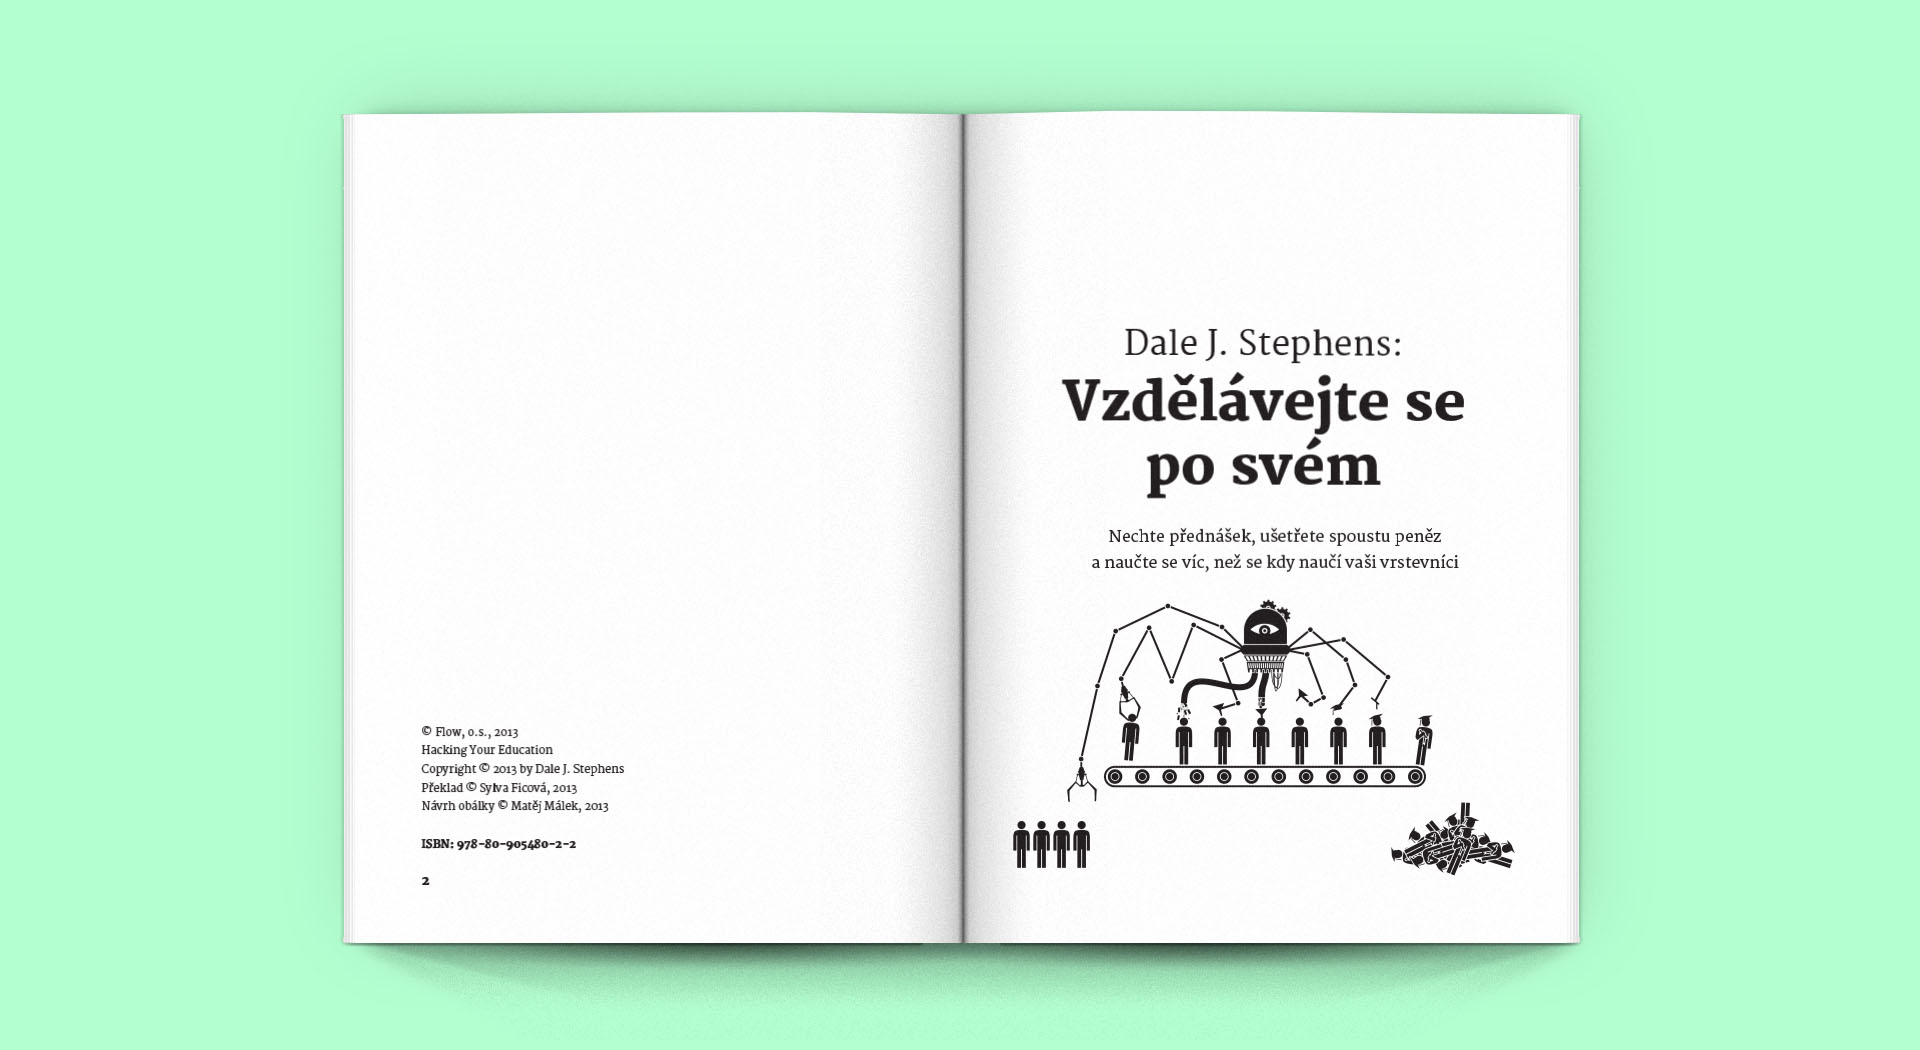 © Flow, o.s., 2013
Hacking Your Education
Copyright © 2013 by Dale J. Stephens
Překlad © Sylva Ficová, 2013
Návrh obálky © Matěj Málek, 2013
ISBN: 978-80-905480-2-2
2
Dale J. Stephens:
Vzdělávejte se
po svém
Nechte přednášek, ušetřete spoustu peněz
a naučte se víc, než se kdy naučí vaši vrstevníci